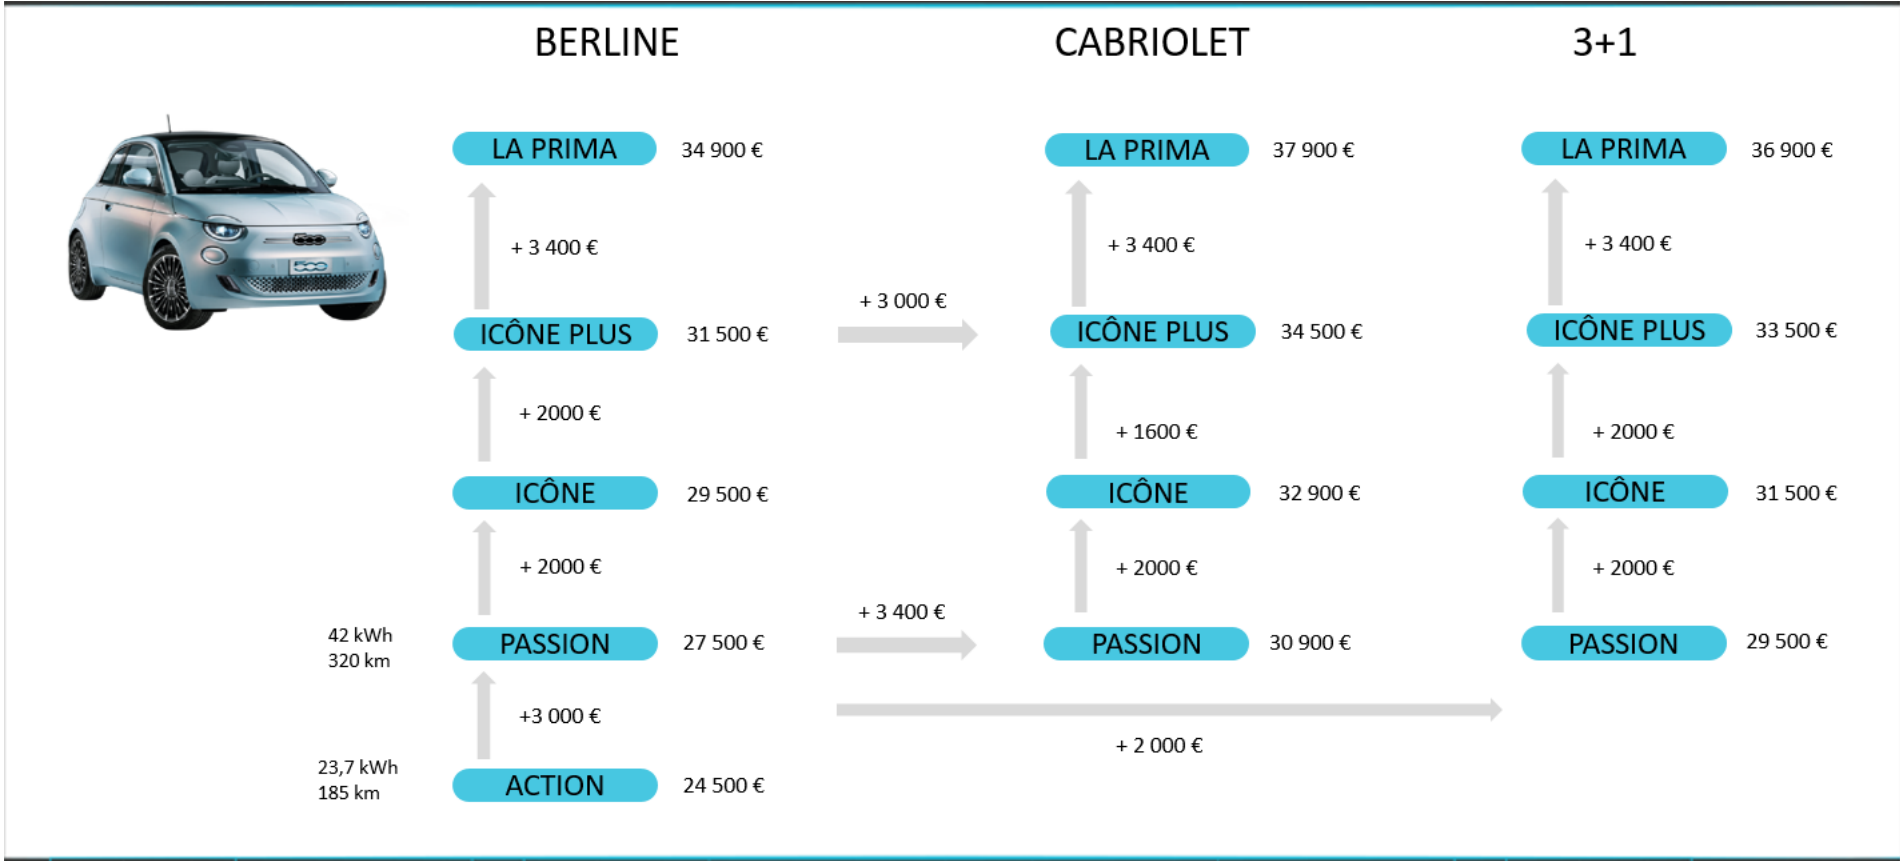 BERLINE CABRIOLET 3+1
LA PRIMA 34 900 € LA PRIMA 37 900 € LA PRIMA 36 900 €
+ 3 400 € + 3 400 € + 3 400 €
500
500
+ 3 000 €
ICÔNE PLUS 31 500 € ICÔNE PLUS 34 500 € ICÔNE PLUS 33 500 €
+ 2000 € + 1600 € + 2000 €
ICÔNE 29 500 € ICÔNE 32 900 € ICÔNE 31 500 €
+ 2000 € + 2000 € + 2000 €
+ 3 400 €
42 kWh
320 km
PASSION 27 500 € PASSION 30 900 € PASSION 29 500 €
+3 000 €
+ 2 000 €
23,7 kWh
185 km
ACTION 24 500 €